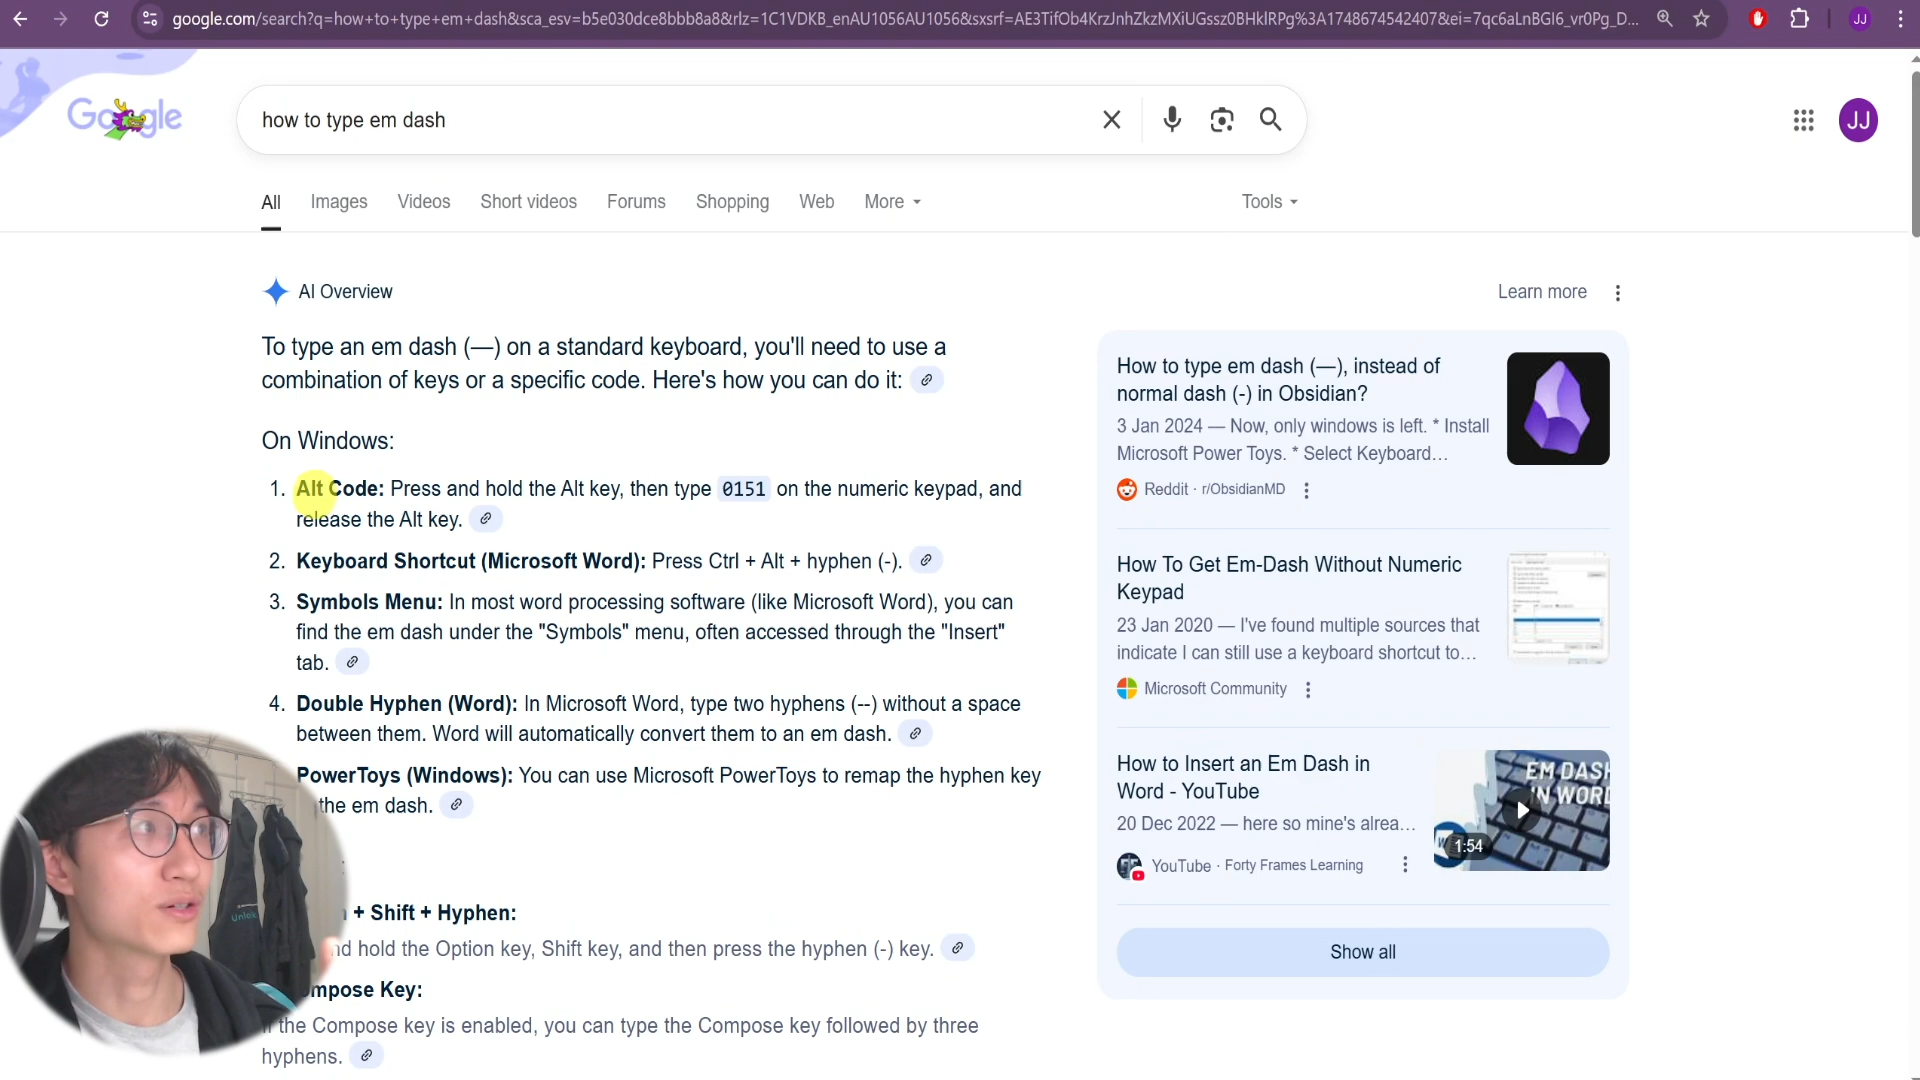 google.com/search?q=how+to+type+em+dash&sca_esv=b5e030dce8bbb8a8&rlz=1C1VDKB_enAU1056AU1056&sxsrf=AE3TifOb4KrzJnhZkzMXiUGssz0BHklRPg%3A1748674542407&ei=7qc6aLnBGI6_vr0Pg_D...
JJ
Google
how to type em dash
JJ
All Images Videos Short videos Forums Shopping Web More Tools
AI Overview
Learn more
To type an em dash (—) on a standard keyboard, you'll need to use a
combination of keys or a specific code. Here's how you can do it:
On Windows:
1. Alt Code: Press and hold the Alt key, then type 0151 on the numeric keypad, and
release the Alt key.
2. Keyboard Shortcut (Microsoft Word): Press Ctrl + Alt + hyphen (-).
3. Symbols Menu: In most word processing software (like Microsoft Word), you can
find the em dash under the "Symbols" menu, often accessed through the "Insert"
tab.
4. Double Hyphen (Word): In Microsoft Word, type two hyphens (--) without a space
between them. Word will automatically convert them to an em dash.
PowerToys (Windows): You can use Microsoft PowerToys to remap the hyphen key
the em dash.
+ Shift + Hyphen:
hold the Option key, Shift key, and then press the hyphen (-) key.
Key:
the Compose key is enabled, you can type the Compose key followed by three
hyphens.
How to type em dash (—), instead of
normal dash (-) in Obsidian?
3 Jan 2024 — Now, only windows is left. * Install
Microsoft Power Toys. * Select Keyboard...
Reddit · r/ObsidianMD
How To Get Em-Dash Without Numeric
Keypad
23 Jan 2020 — I've found multiple sources that
indicate I can still use a keyboard shortcut to...
Microsoft Community
How to Insert an Em Dash in
Word - YouTube
20 Dec 2022 — here so mine's alrea...
YouTube · Forty Frames Learning
EM DASH
IN WORD
1:54
Show all